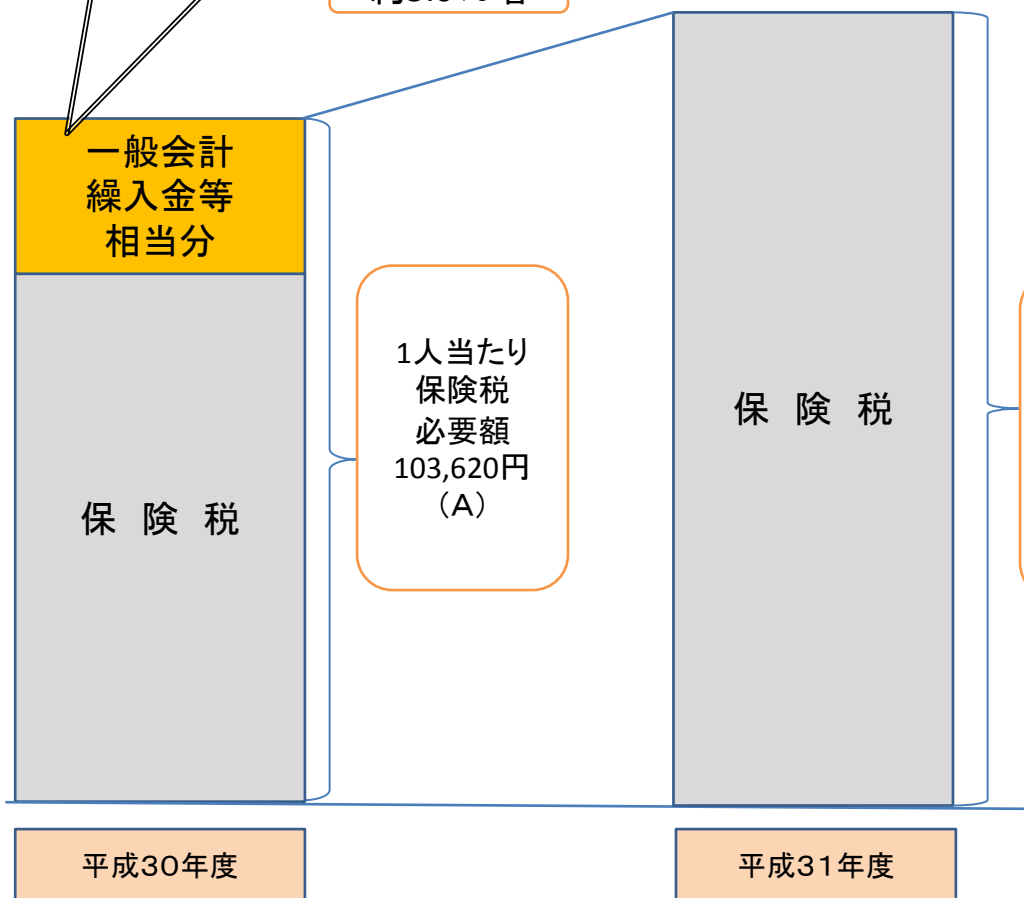 一般会計
繰入金等
相当分
保 険 税
1人当たり
保険税
必要額
103,620円
（A）
保 険 税
平成30年度
平成31年度